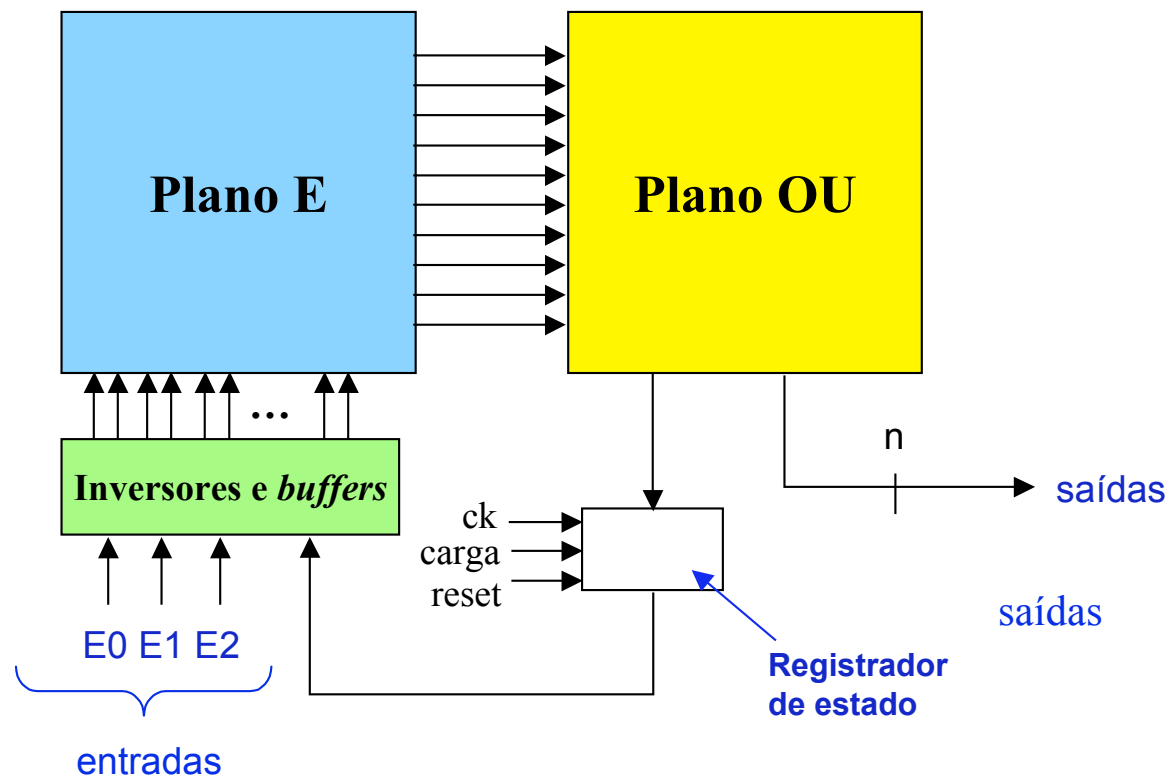 Plano E
Plano OU
...
Inversores e buffers
n
saídas
ck
carga
reset
saídas
E0 E1 E2
Registrador
de estado
entradas